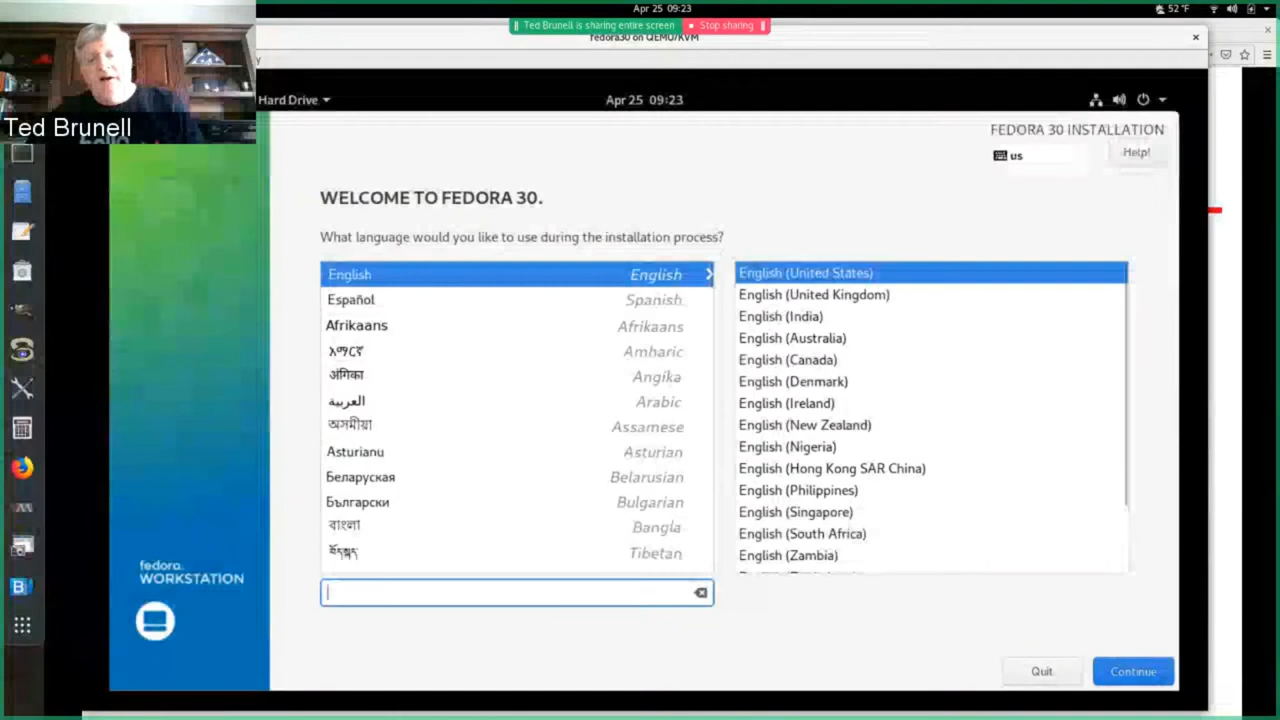 Apr 25 09:23
52 °F
Ted Brunell is sharing entire screen
Stop sharing
fedora30 on QEMU/KVM
Ted Brunell
Hard Drive
Apr 25 09:23
FEDORA 30 INSTALLATION
us
Help!
WELCOME TO FEDORA 30.
What language would you like to use during the installation process?
English English
Español Spanish
Afrikaans Afrikaans
አማርኛ Amharic
अंगिका Angika
العربية Arabic
অসমীয়া Assamese
Asturianu Asturian
Беларуская Belarusian
Български Bulgarian
বাংলা Bangla
བོད་སྐད་ Tibetan
English (United States)
English (United Kingdom)
English (India)
English (Australia)
English (Canada)
English (Denmark)
English (Ireland)
English (New Zealand)
English (Nigeria)
English (Hong Kong SAR China)
English (Philippines)
English (Singapore)
English (South Africa)
English (Zambia)
fedora.
WORKSTATION
Quit
Continue